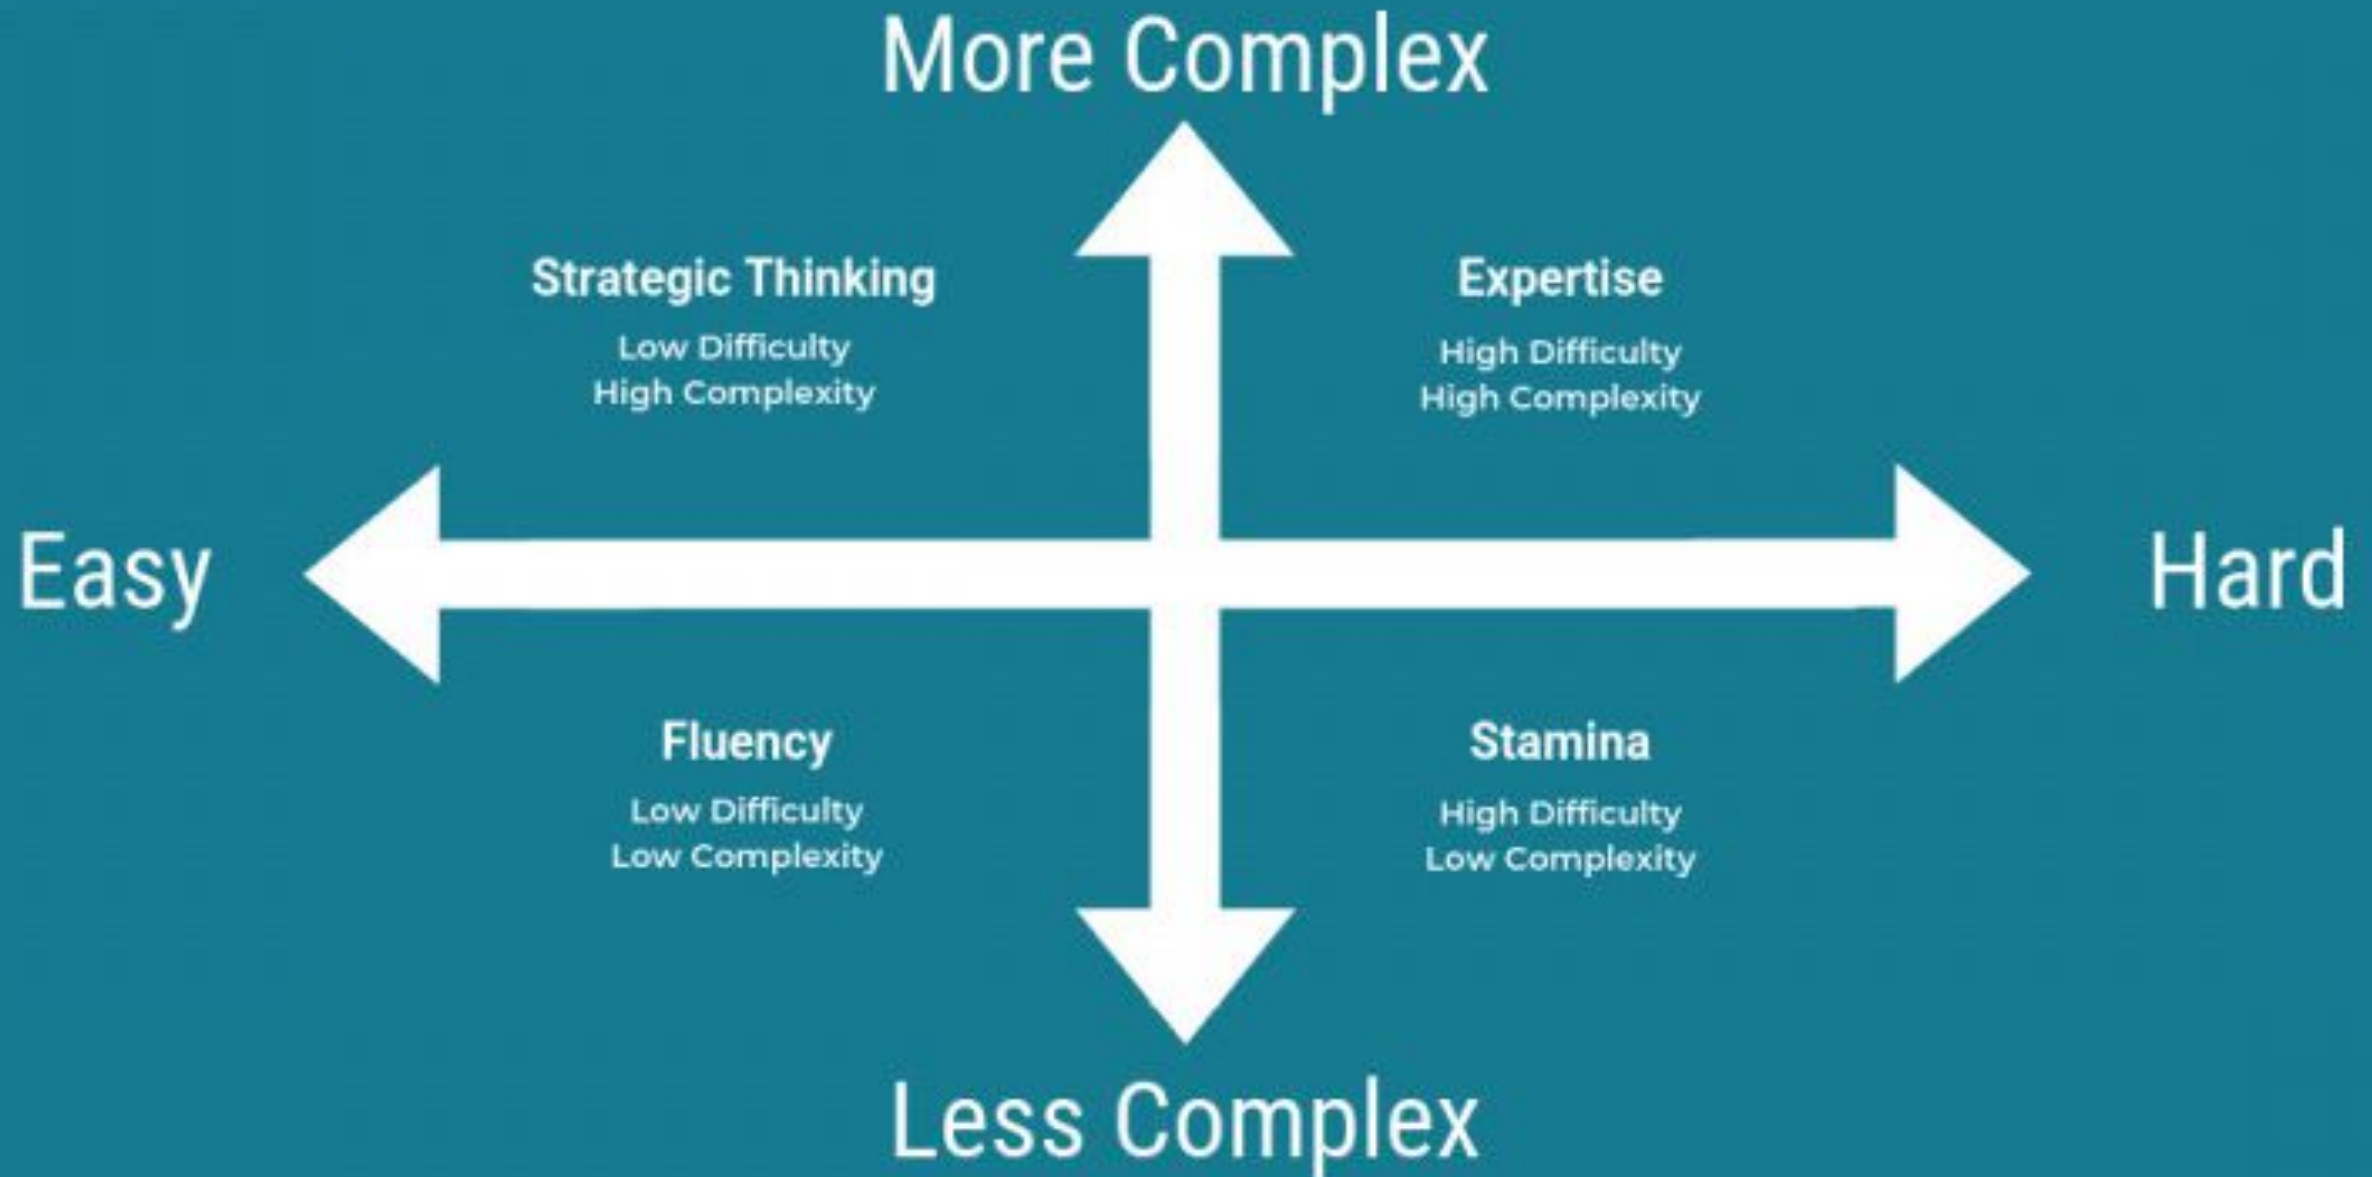 More Complex
Strategic Thinking
Low Difficulty
High Complexity
Expertise
High Difficulty
High Complexity
Easy
Hard
Fluency
Low Difficulty
Low Complexity
Stamina
High Difficulty
Low Complexity
Less Complex